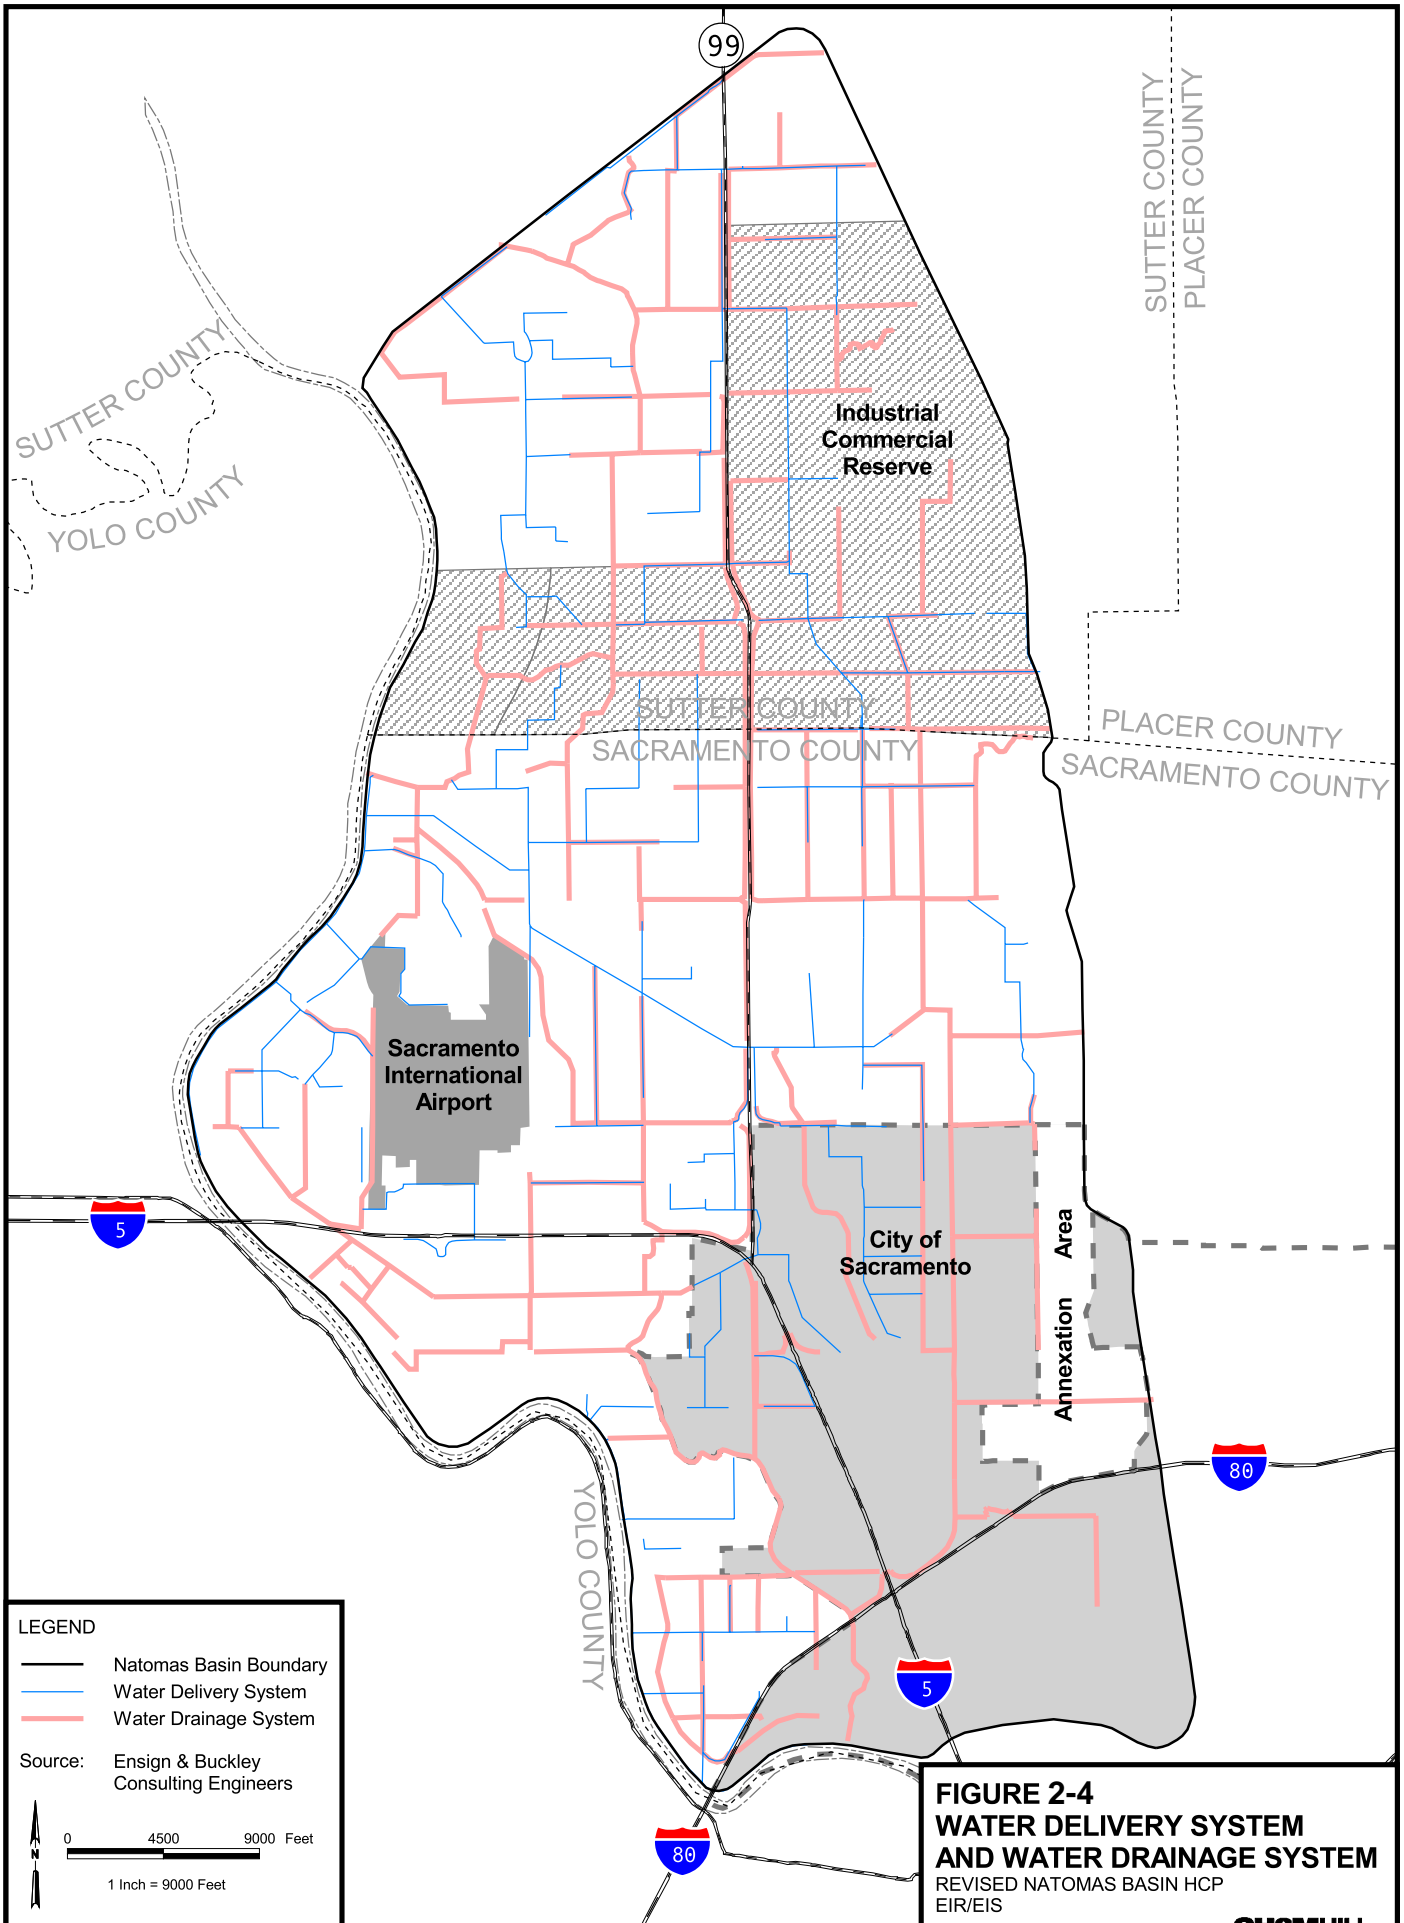 99
SUTTER COUNTY
PLACER COUNTY
SUTTER COUNTY
YOLO COUNTY
Industrial
Commercial
Reserve
SUTTER COUNTY
SACRAMENTO COUNTY
PLACER COUNTY
SACRAMENTO COUNTY
Sacramento
International
Airport
5
City of
Sacramento
Annexation Area
80
YOLO COUNTY
5
80
LEGEND
Natomas Basin Boundary
Water Delivery System
Water Drainage System
Source: Ensign & Buckley
Consulting Engineers
N
0 4500 9000 Feet
1 Inch = 9000 Feet
FIGURE 2-4
WATER DELIVERY SYSTEM
AND WATER DRAINAGE SYSTEM
REVISED NATOMAS BASIN HCP
EIR/EIS